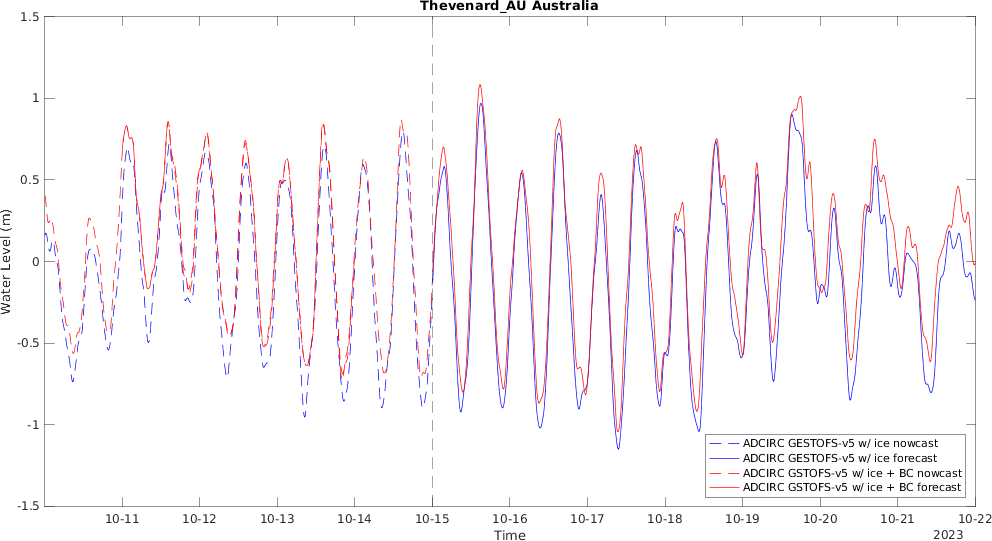 Thevenard_AU Australia
1.5
1
0.5
0
-0.5
-1
-1.5
Water Level (m)
10-11
10-12
10-13
10-14
10-15
10-16
10-17
10-18
10-19
10-20
10-21
10-22
Time
2023
ADCIRC GESTOFS-v5 w/ ice nowcast
ADCIRC GESTOFS-v5 w/ ice forecast
ADCIRC GSTOFS-v5 w/ ice + BC nowcast
ADCIRC GSTOFS-v5 w/ ice + BC forecast